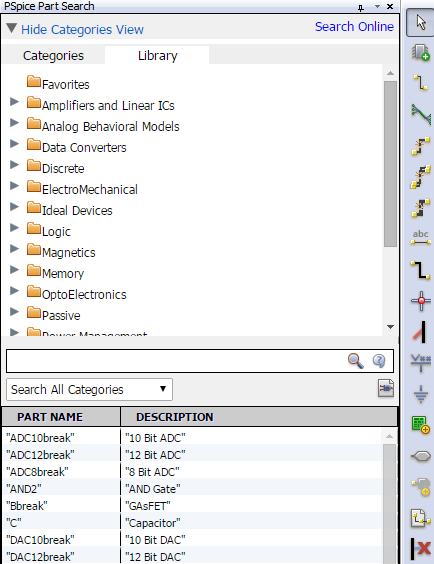 PSpice Part Search
Hide Categories View
Search Online
Categories
Library
Favorites
Amplifiers and Linear ICs
Analog Behavioral Models
Data Converters
Discrete
ElectroMechanical
Ideal Devices
Logic
Magnetics
Memory
OptoElectronics
Passive
Power Management
Search All Categories
PART NAME DESCRIPTION
"ADC10break" "10 Bit ADC"
"ADC12break" "12 Bit ADC"
"ADC8break" "8 Bit ADC"
"AND2" "AND Gate"
"Bbreak" "GAsFET"
"C" "Capacitor"
"DAC10break" "10 Bit DAC"
"DAC12break" "12 Bit DAC"
abc